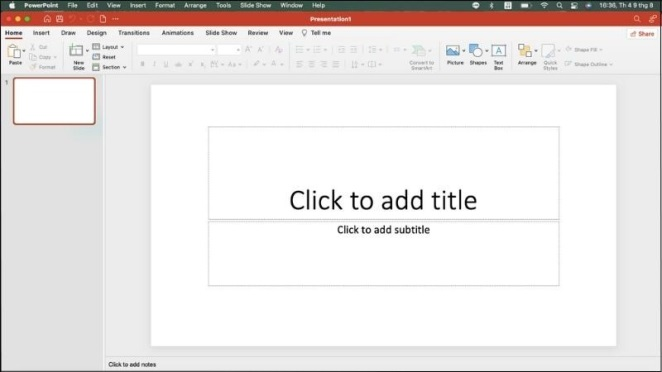 PowerPoint File Edit View Insert Format Arrange Tools Slide Show Window Help 16:36, Th 4 9 thg 9
Presentation1
Home Insert Draw Design Transitions Animations Slide Show Review View Tell me Share
Paste Cut Copy Format New Slide Layout Reset Section Convert to SmartArt Picture Shapes Text Box Arrange Quick Styles Shape Fill Shape Outline
1
Click to add title
Click to add subtitle
Click to add notes